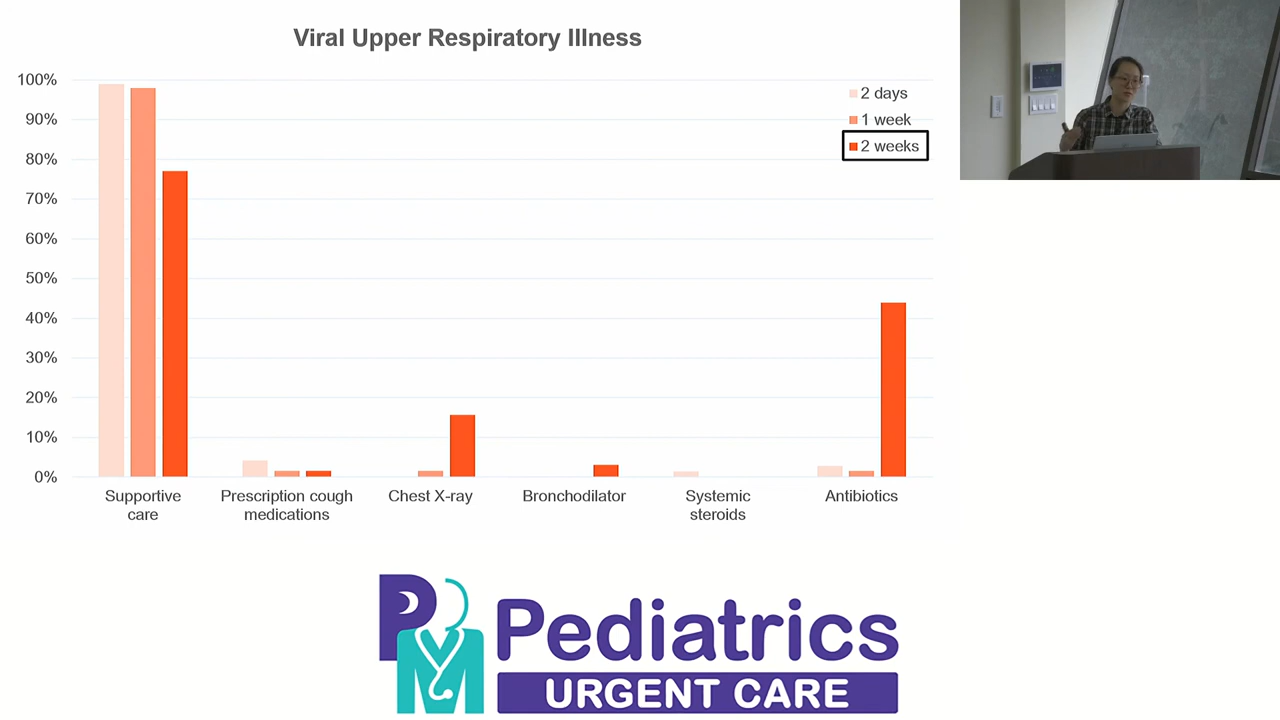 Viral Upper Respiratory Illness
100%
90%
80%
70%
60%
50%
40%
30%
20%
10%
0%
2 days
1 week
2 weeks
Supportive
care
Prescription cough
medications
Chest X-ray
Bronchodilator
Systemic
steroids
Antibiotics
PM
Pediatrics
URGENT CARE